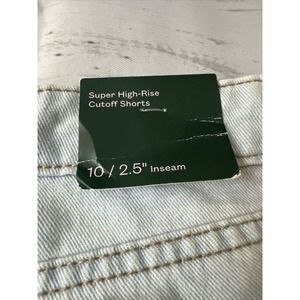 Super High-Rise
Cutoff Shorts
10 / 2.5" Inseam